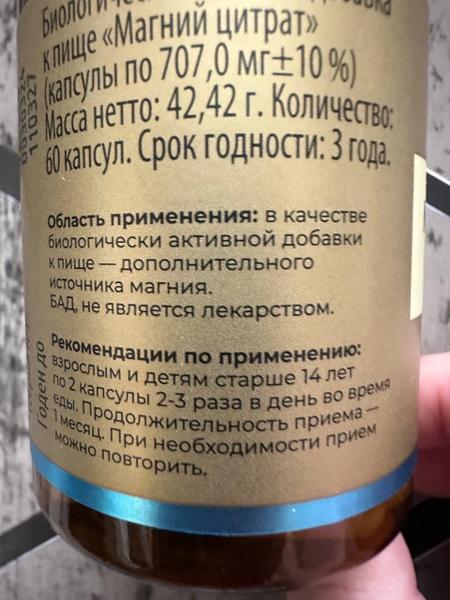 Биологически
к пище «Магний цитрат»
(капсулы по 707,0 мг±10 %)
Масса нетто: 42,42 г. Количество:
60 капсул. Срок годности: 3 года.
Область применения: в качестве
биологически активной добавки
к пище — дополнительного
источника магния.
БАД, не является лекарством.
Рекомендации по применению:
взрослым и детям старше 14 лет
по 2 капсулы 2-3 раза в день во время
еды. Продолжительность приема —
1 месяц. При необходимости прием
можно повторить.
Годен до
110327